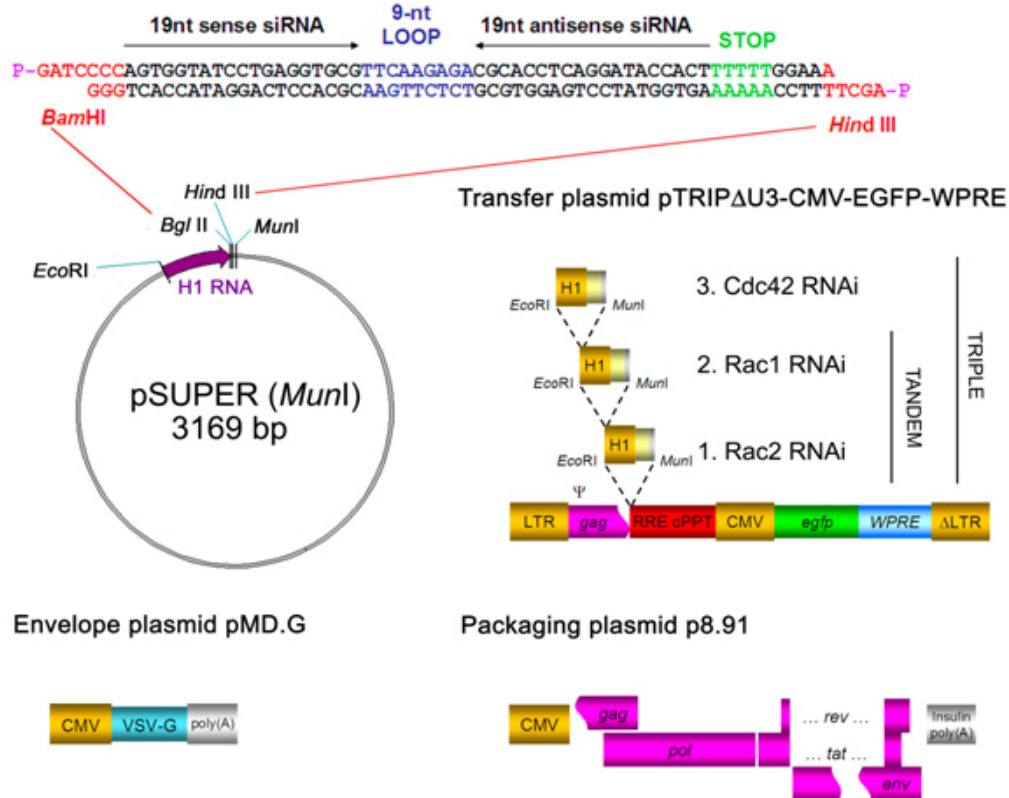 19nt sense siRNA
9-nt
LOOP
19nt antisense siRNA
STOP
P-GATCCCCAGTGGTATCCTGAGGTGCGTTCAAGAGACGCACCTCAGGATACCACTTTTTTGGAAA
GGGTCACCATAGGACTCCACGCAAGTTCTCTGCGTGGAGTCCTATGGTGAAAAAACCTTTTCGA-P
BamHI
Hind III
Hind III
Bgl II
MunI
EcoRI
H1 RNA
pSUPER (MunI)
3169 bp
Transfer plasmid pTRIPΔU3-CMV-EGFP-WPRE
H1
EcoRI
MunI
3. Cdc42 RNAi
H1
EcoRI
MunI
2. Rac1 RNAi
H1
EcoRI
MunI
1. Rac2 RNAi
TANDEM
TRIPLE
Ψ
LTR gag RRE cPPT CMV egfp WPRE ΔLTR
Envelope plasmid pMD.G
CMV VSV-G poly(A)
Packaging plasmid p8.91
CMV
gag
pol
... rev ...
... tat ...
env
Insulin
poly(A)